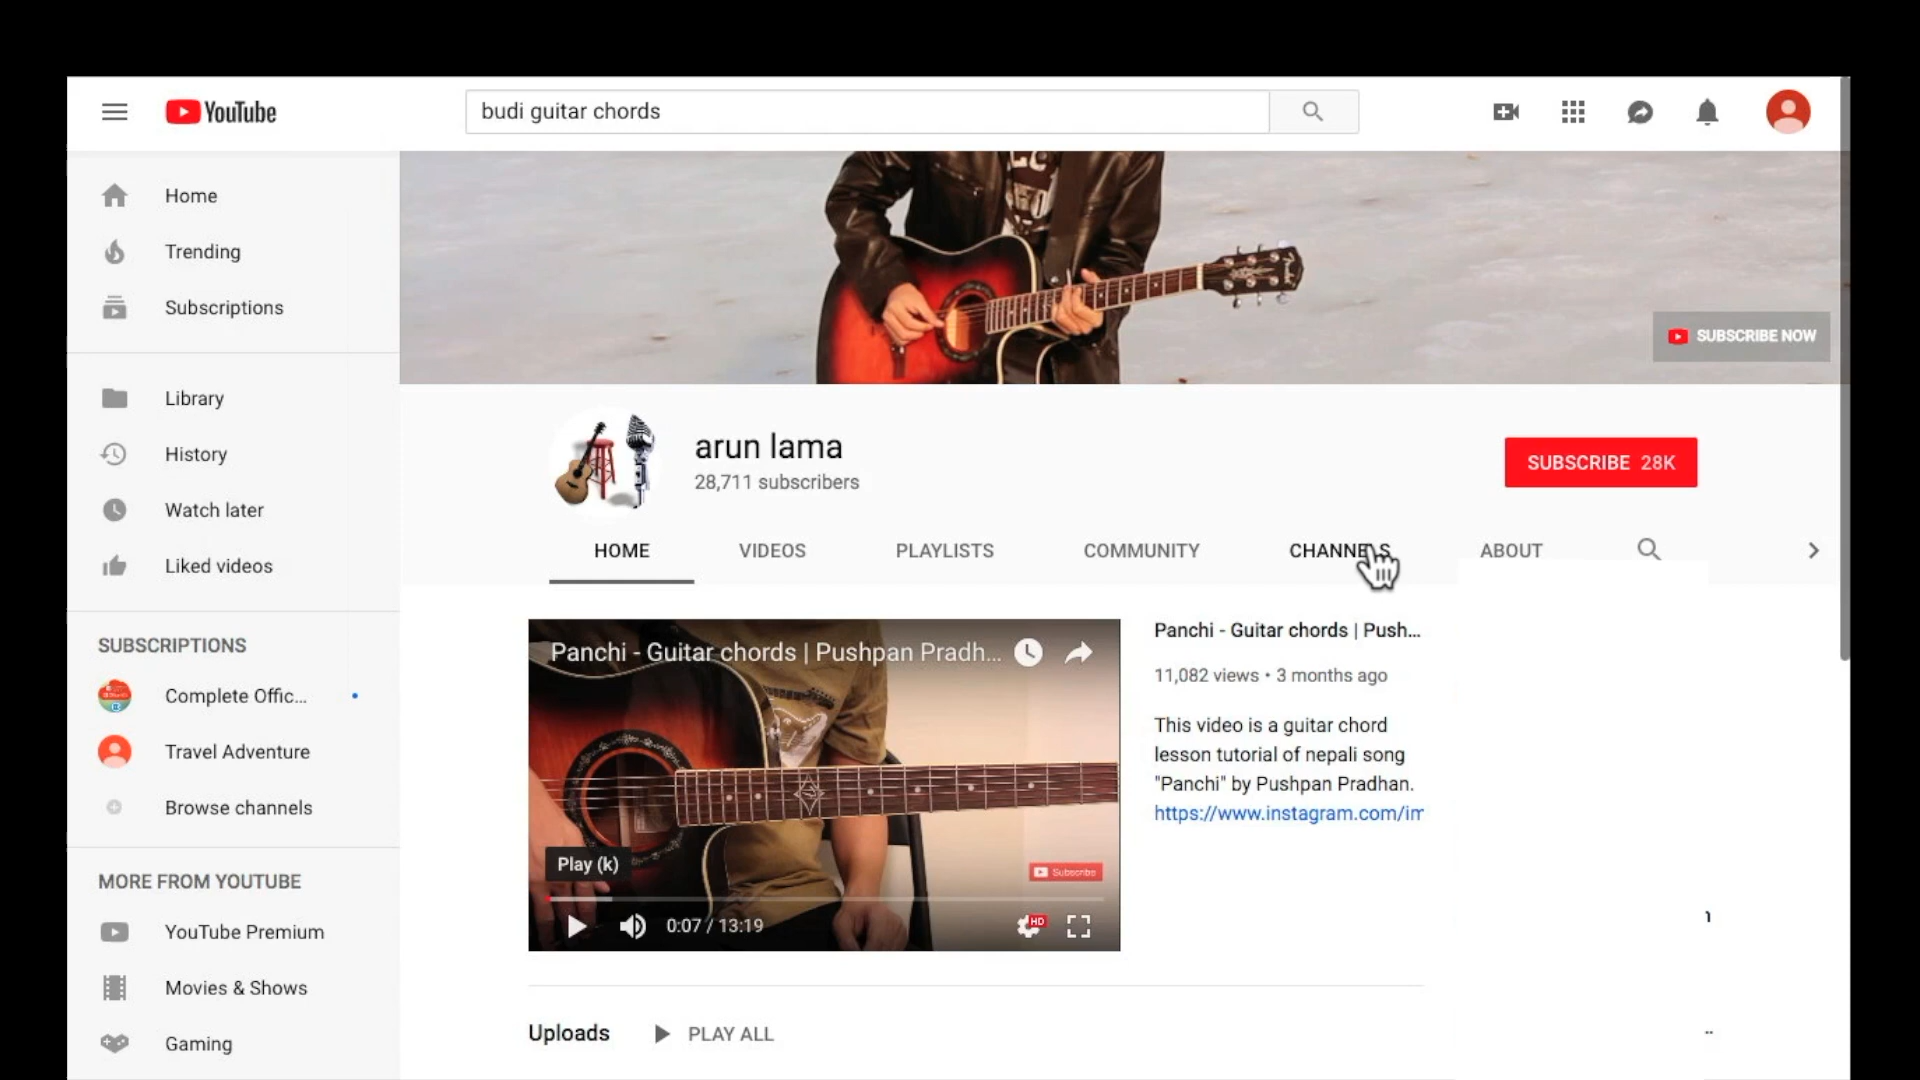 YouTube
budi guitar chords
Home
Trending
Subscriptions
SUBSCRIBE NOW
Library
History
Watch later
Liked videos
arun lama
28,711 subscribers
SUBSCRIBE 28K
HOME
VIDEOS
PLAYLISTS
COMMUNITY
CHANNELS
ABOUT
SUBSCRIPTIONS
Complete Offic...
Travel Adventure
Browse channels
Panchi - Guitar chords | Pushpan Pradh...
Play (k)
Subscribe
0:07 / 13:19
HD
Panchi - Guitar chords | Push...
11,082 views • 3 months ago
This video is a guitar chord
lesson tutorial of nepali song
"Panchi" by Pushpan Pradhan.
https://www.instagram.com/im
MORE FROM YOUTUBE
YouTube Premium
Movies & Shows
Gaming
Uploads
PLAY ALL